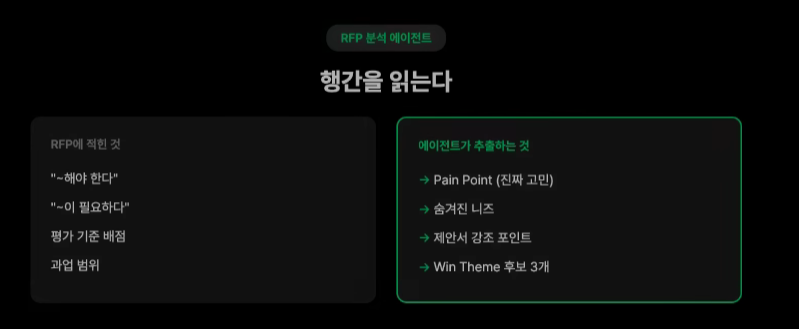 RFP 분석 에이전트
행간을 읽는다
RFP에 적힌 것
"~해야 한다"
"~이 필요하다"
평가 기준 배점
과업 범위
에이전트가 추출하는 것
→ Pain Point (진짜 고민)
→ 숨겨진 니즈
→ 제안서 강조 포인트
→ Win Theme 후보 3개